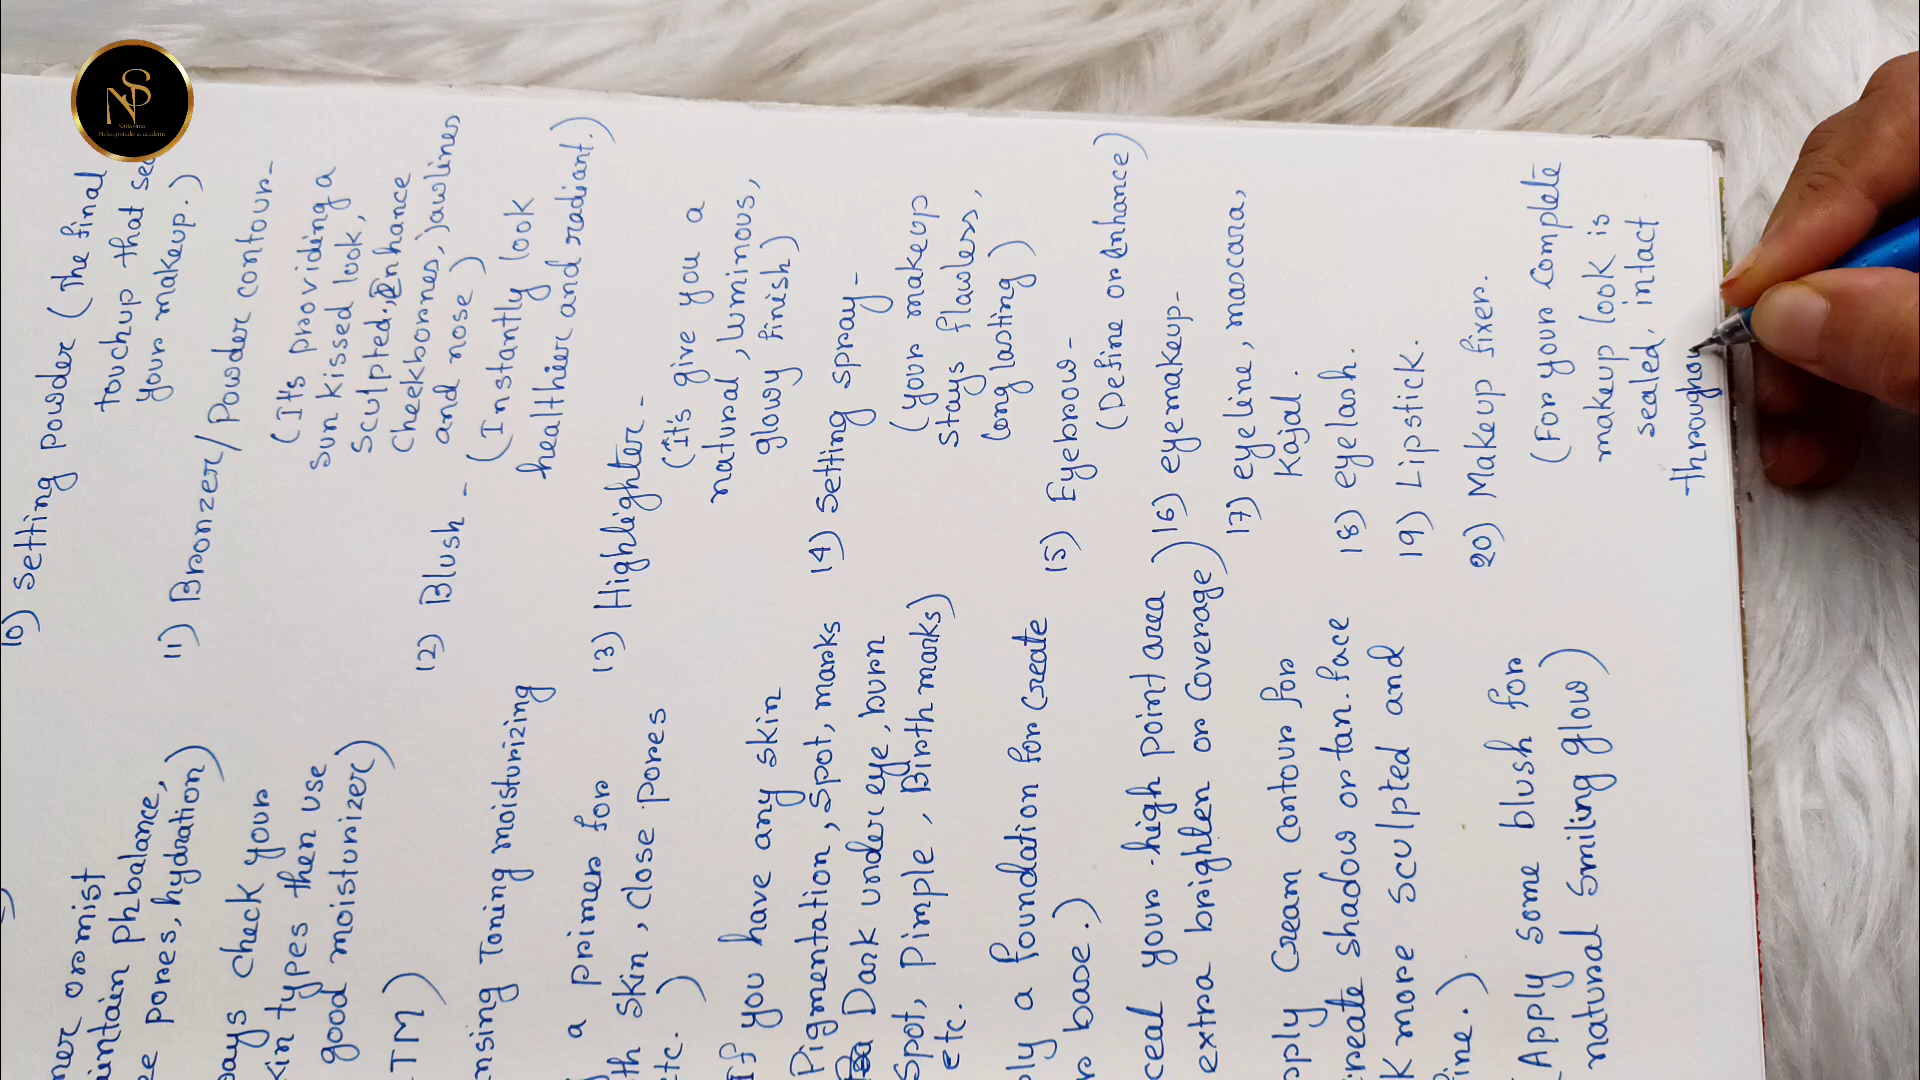 ner or mist
intain ph balance,
pores, hydration)
ays check your
kin types then use
good moisturizer)
TM)
nsing Toning moisturizing
a primer for
th skin, close pores
etc.)
If you have any skin
Pigmentation, Spot, marks
Dark under eye, burn
Spot, Pimple, Birth marks)
etc.
ply a foundation for create
r base.)
ceal your high point area
extra brighten or coverage)
pply Cream contour for
create shadow or tan. face
k more sculpted and
fine.)
(Apply some blush for
natural smiling glow)
10) Setting powder (The final
touchup that sea
your makeup.)
11) Bronzer/Powder contour-
(It's providing a
sun kissed look,
sculpted, Enhance
cheekbornes, jawlines
and nose)
12) Blush -
(Instantly look
healthier and radiant.)
13) Highlighter -
(It's give you a
natural, luminous,
glowy finish)
14) Setting spray-
(your makeup
stays flawless,
long lasting)
15) Eyebrow-
(Define or Enhance)
16) eyemakeup-
17) eyeline, mascara,
Kajal.
18) eyelash.
19) Lipstick.
20) Makeup fixer.
(For your complete
makeup look is
sealed, intact
througho
NS